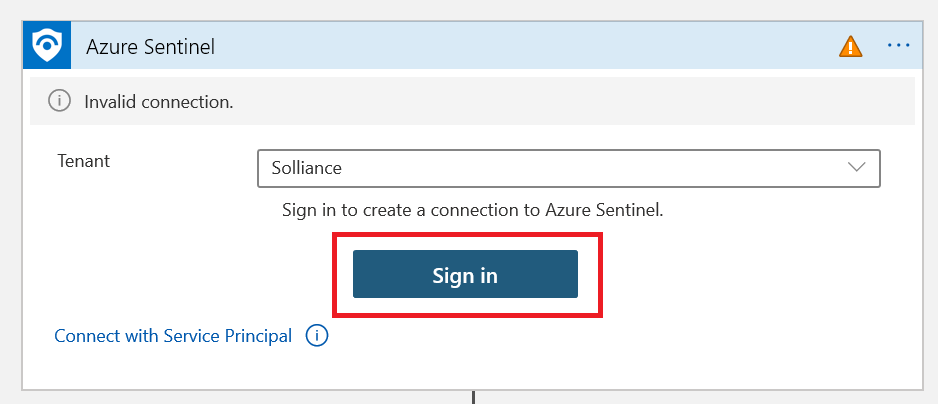 Azure Sentinel
Invalid connection.
Tenant
Solliance
Sign in to create a connection to Azure Sentinel.
Sign in
Connect with Service Principal